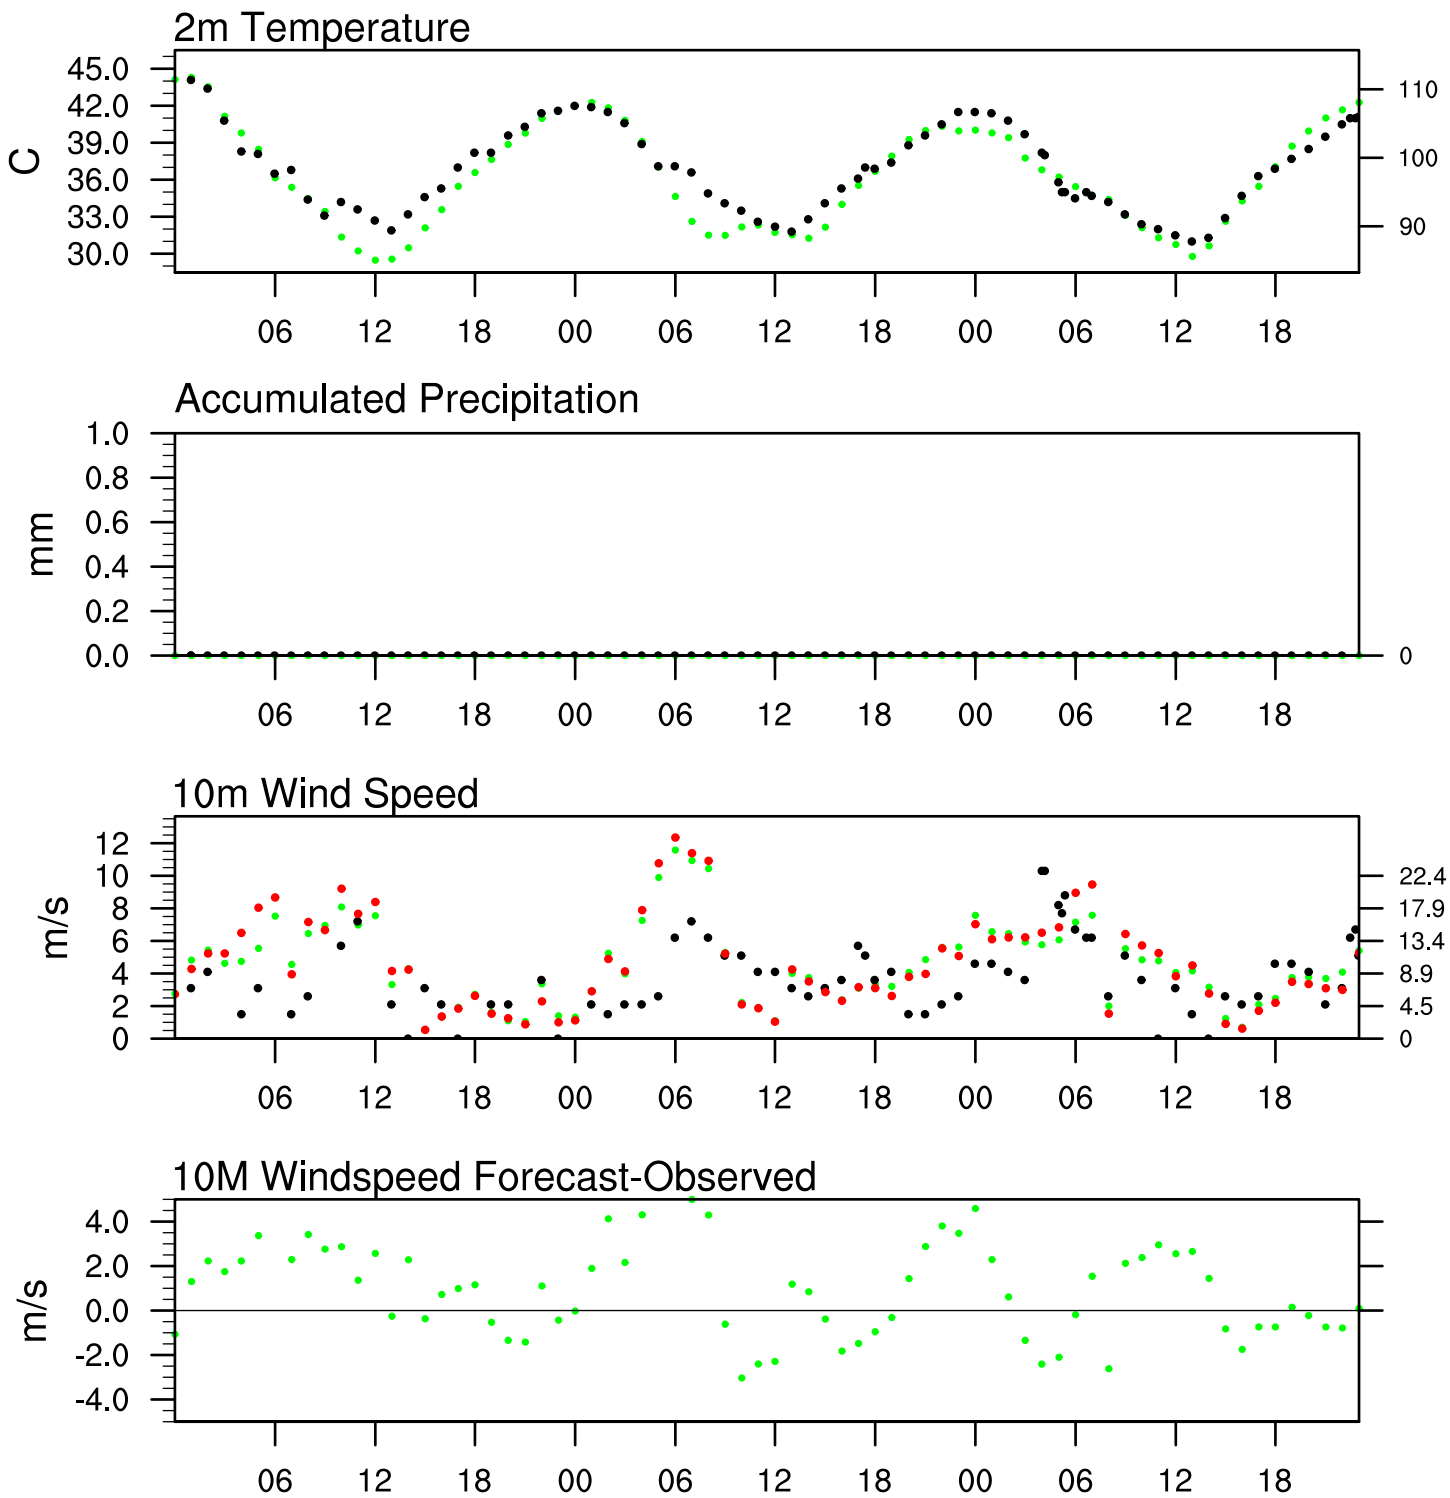 2m Temperature
45.0
42.0
39.0
36.0
33.0
30.0
C
110
100
90
06 12 18 00 06 12 18 00 06 12 18
Accumulated Precipitation
1.0
0.8
0.6
0.4
0.2
0.0
mm
0
06 12 18 00 06 12 18 00 06 12 18
10m Wind Speed
12
10
8
6
4
2
0
m/s
22.4
17.9
13.4
8.9
4.5
0
06 12 18 00 06 12 18 00 06 12 18
10M Windspeed Forecast-Observed
4.0
2.0
0.0
-2.0
-4.0
m/s
06 12 18 00 06 12 18 00 06 12 18